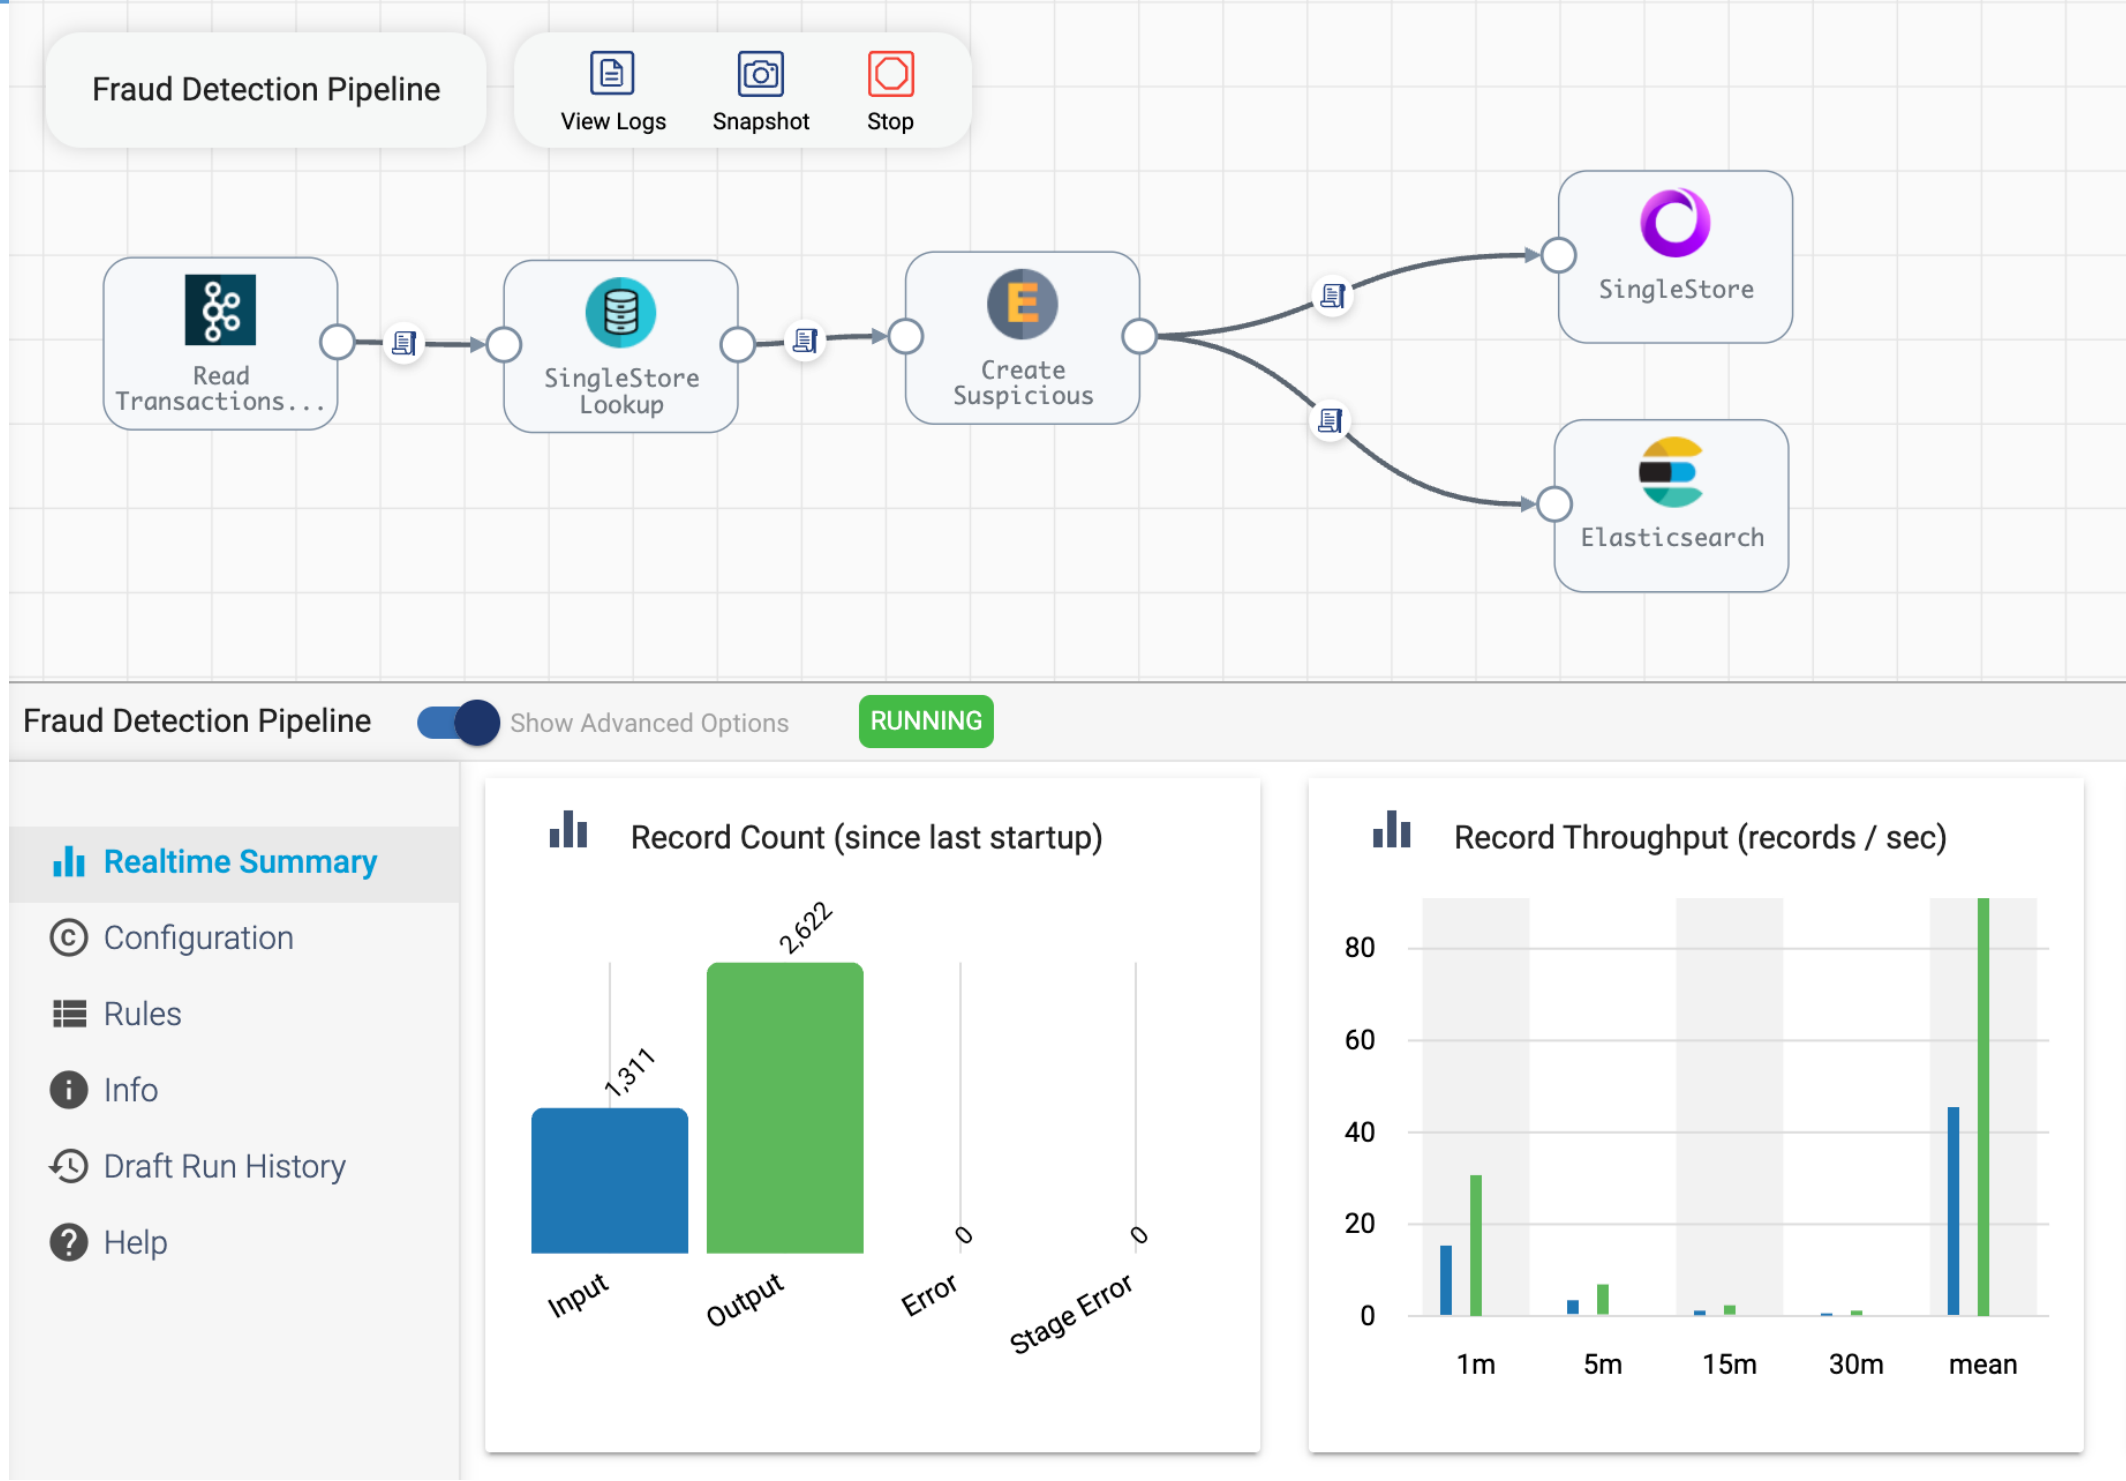 Fraud Detection Pipeline
View Logs
Snapshot
Stop
Read
Transactions...
SingleStore
Lookup
E
Create
Suspicious
SingleStore
Elasticsearch
Fraud Detection Pipeline
Show Advanced Options
RUNNING
Realtime Summary
Configuration
Rules
Info
Draft Run History
Help
Record Count (since last startup)
1,311
2,622
0
0
Input
Output
Error
Stage Error
Record Throughput (records / sec)
80
60
40
20
0
1m
5m
15m
30m
mean